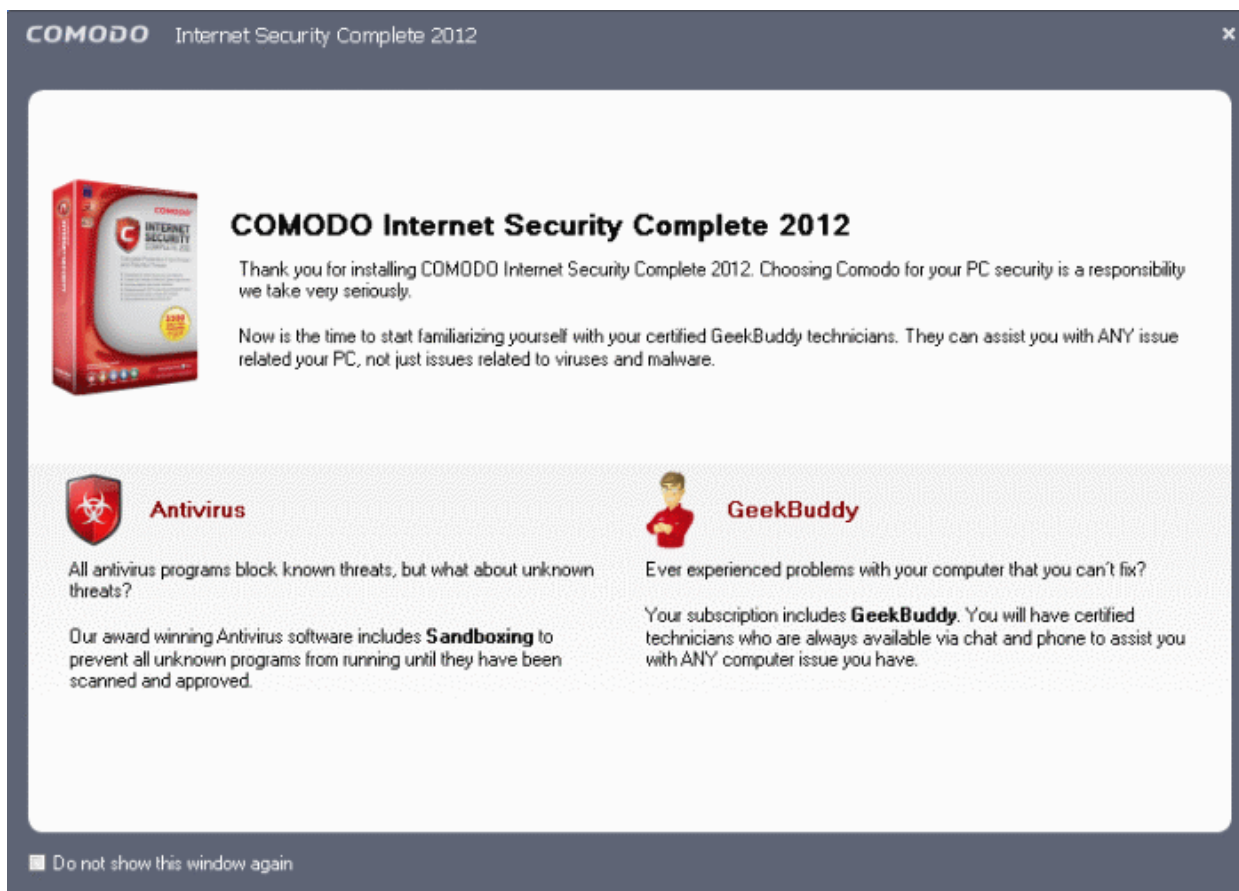 COMODO Internet Security Complete 2012
COMODO
INTERNET
SECURITY
COMPLETE 2012
COMODO Internet Security Complete 2012
Thank you for installing COMODO Internet Security Complete 2012. Choosing Comodo for your PC security is a responsibility
we take very seriously.
Now is the time to start familiarizing yourself with your certified GeekBuddy technicians. They can assist you with ANY issue
related your PC, not just issues related to viruses and malware.
Antivirus
All antivirus programs block known threats, but what about unknown
threats?
Our award winning Antivirus software includes Sandboxing to
prevent all unknown programs from running until they have been
scanned and approved.
GeekBuddy
Ever experienced problems with your computer that you can't fix?
Your subscription includes GeekBuddy. You will have certified
technicians who are always available via chat and phone to assist you
with ANY computer issue you have.
Do not show this window again